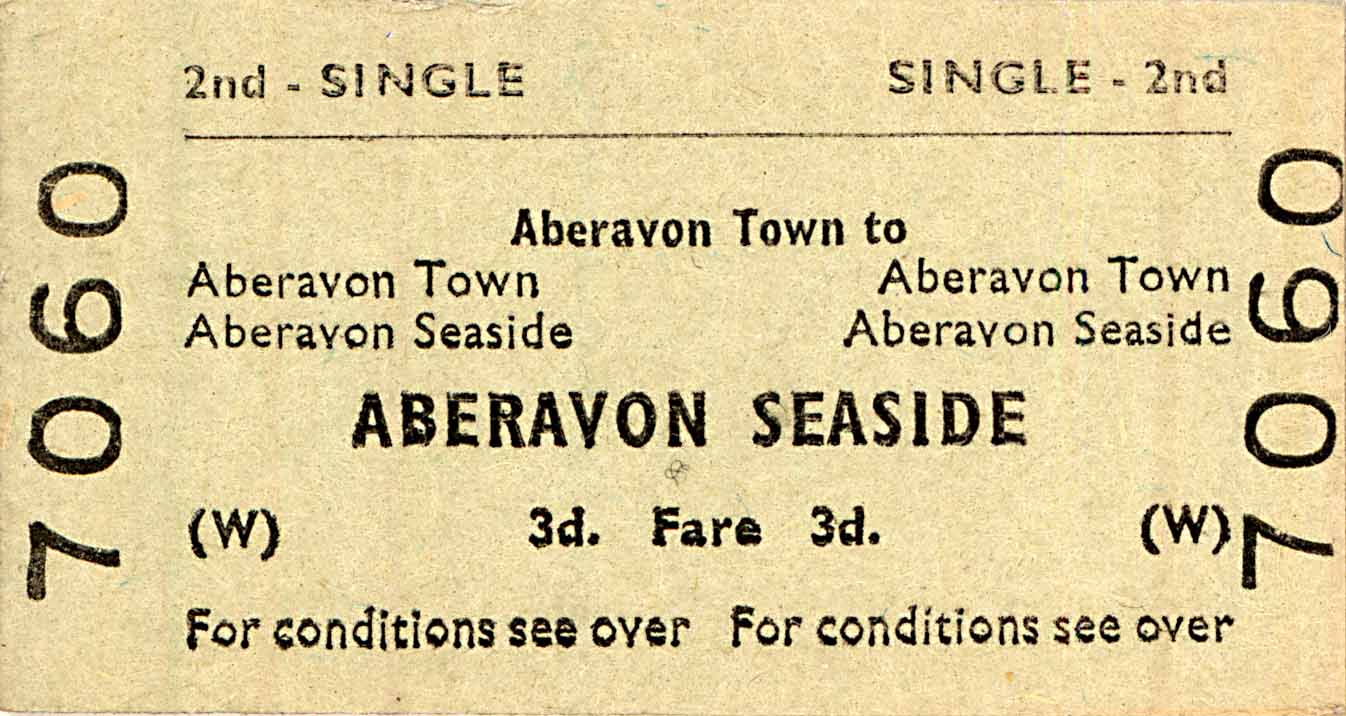 2nd - SINGLE SINGLE - 2nd
Aberavon Town to
Aberavon Town Aberavon Town
Aberavon Seaside Aberavon Seaside
ABERAVON SEASIDE
(W) 3d. Fare 3d. (W)
For conditions see over For conditions see over
7060
7060